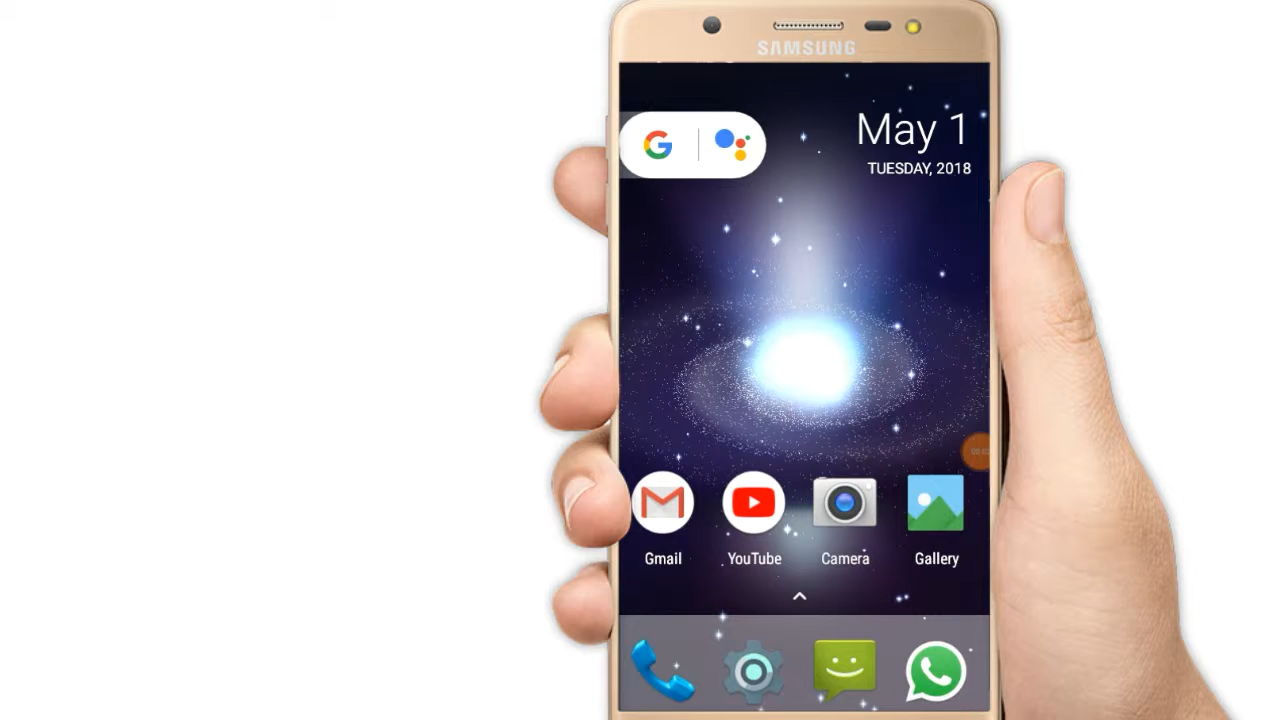 SAMSUNG
May 1
TUESDAY, 2018
Gmail
YouTube
Camera
Gallery